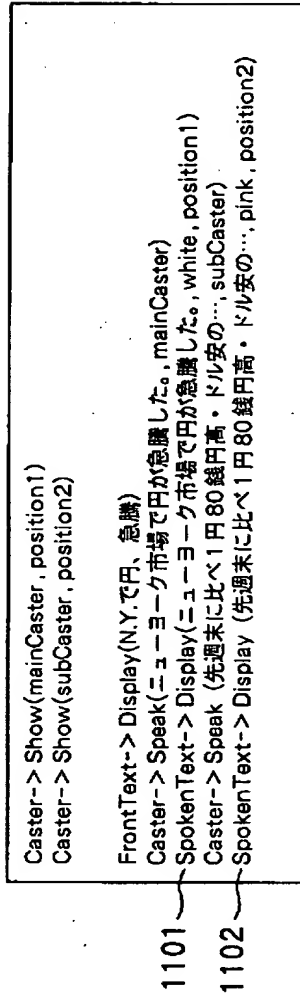 Caster-> Show(mainCaster, position1)
Caster-> Show(subCaster, position2)
FrontText-> Display(N.Y.で円、急騰)
Caster-> Speak(ニューヨーク市場で円が急騰した。, mainCaster)
1101 SpokenText-> Display(ニューヨーク市場で円が急騰した。, white, position1)
Caster-> Speak (先週末に比べ1円80銭円高・ドル安の…, subCaster)
1102 SpokenText-> Display (先週末に比べ1円80銭円高・ドル安の…, pink, position2)